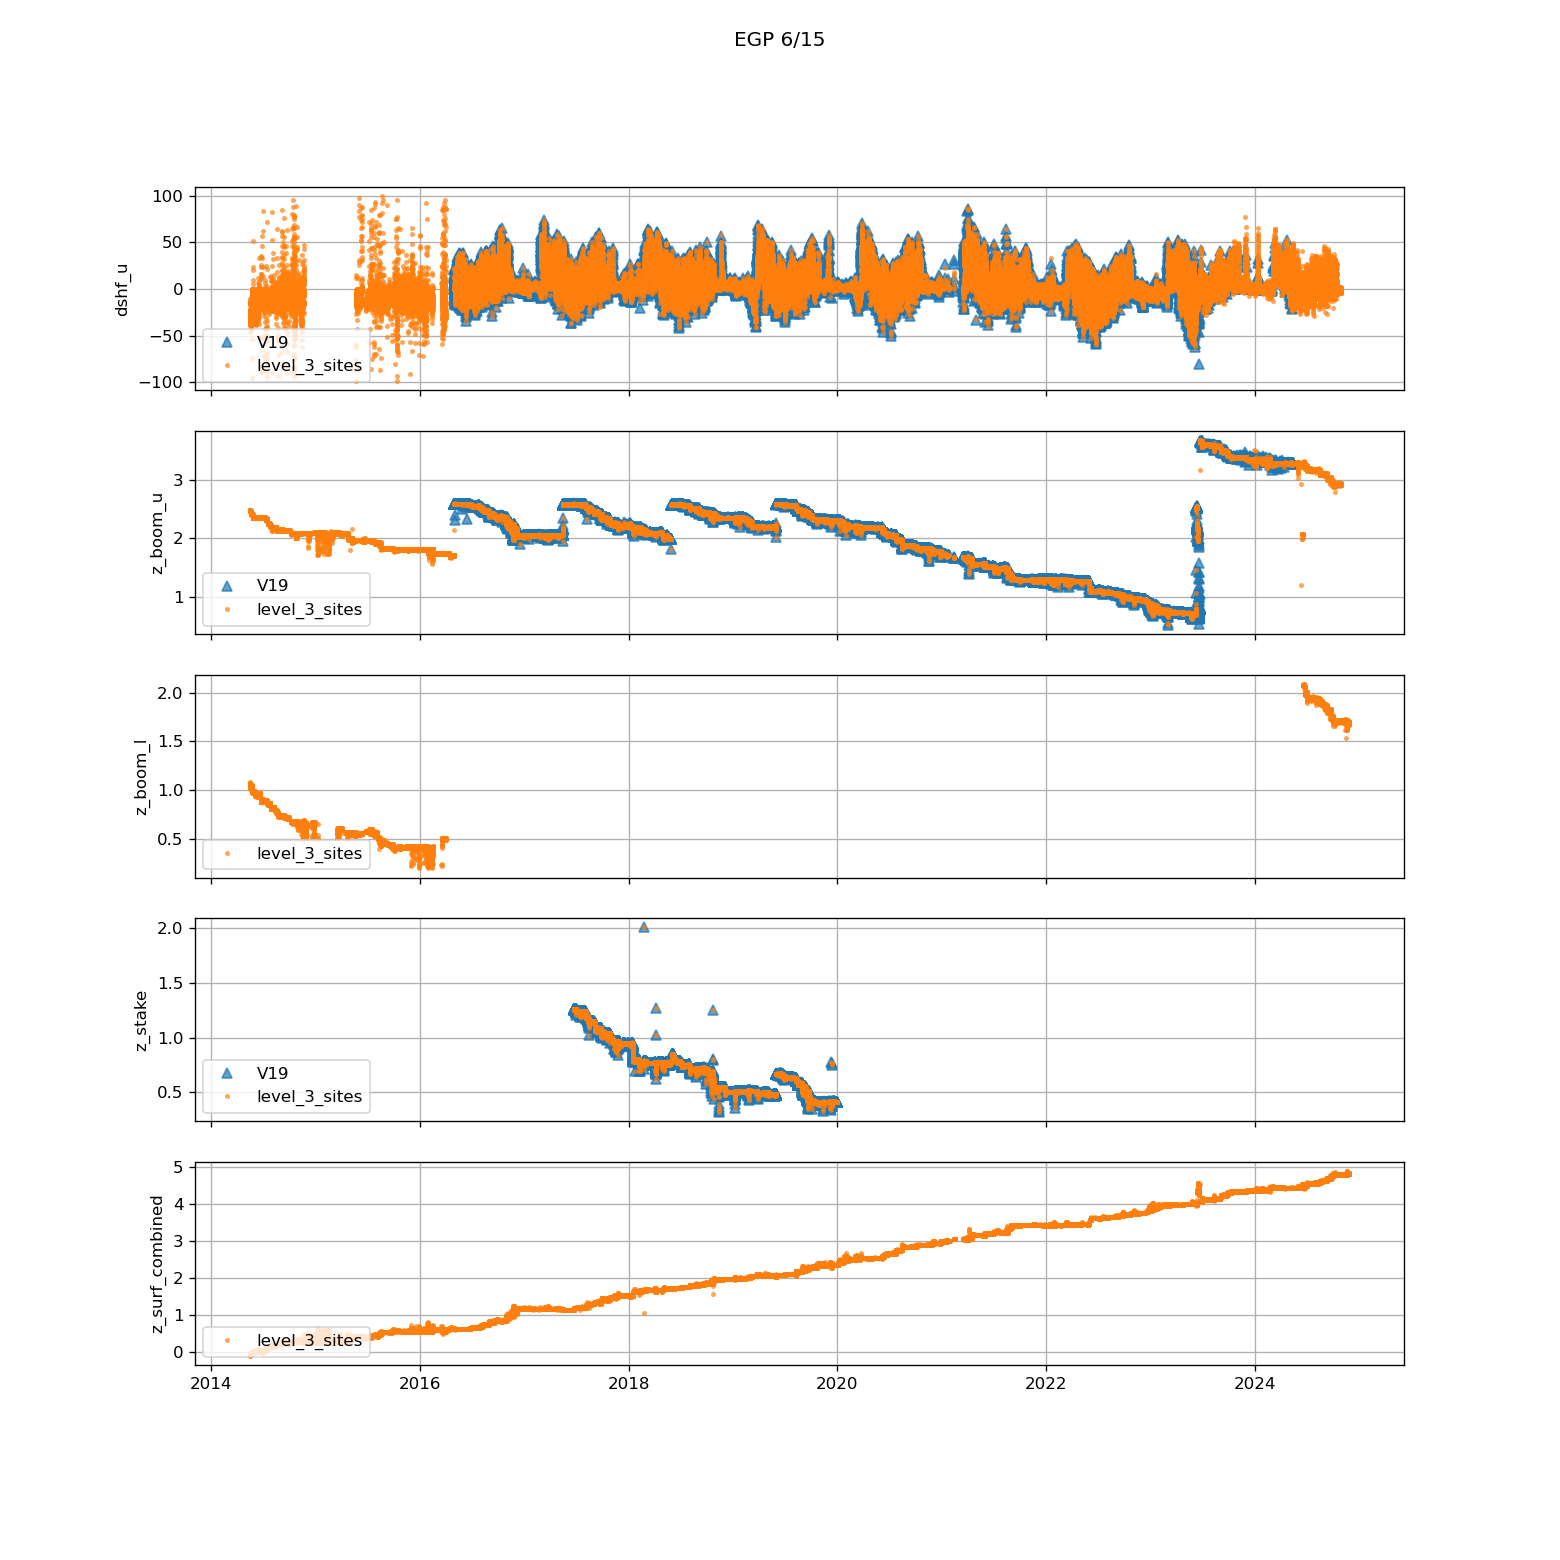 EGP 6/15
dshf_u
100
50
0
−50
−100
V19
level_3_sites
z_boom_u
3
2
1
V19
level_3_sites
z_boom_l
2.0
1.5
1.0
0.5
level_3_sites
z_stake
2.0
1.5
1.0
0.5
V19
level_3_sites
z_surf_combined
5
4
3
2
1
0
level_3_sites
2014 2016 2018 2020 2022 2024